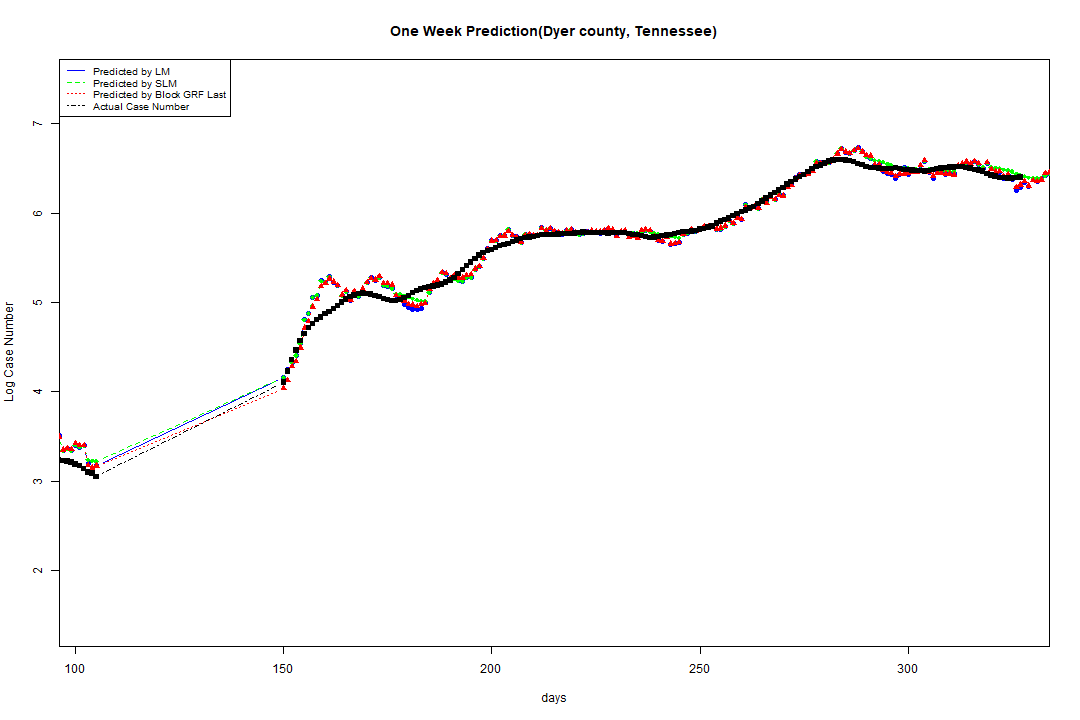 One Week Prediction(Dyer county, Tennessee)
Predicted by LM
Predicted by SLM
Predicted by Block GRF Last
Actual Case Number
7
6
5
4
3
2
Log Case Number
100 150 200 250 300
days